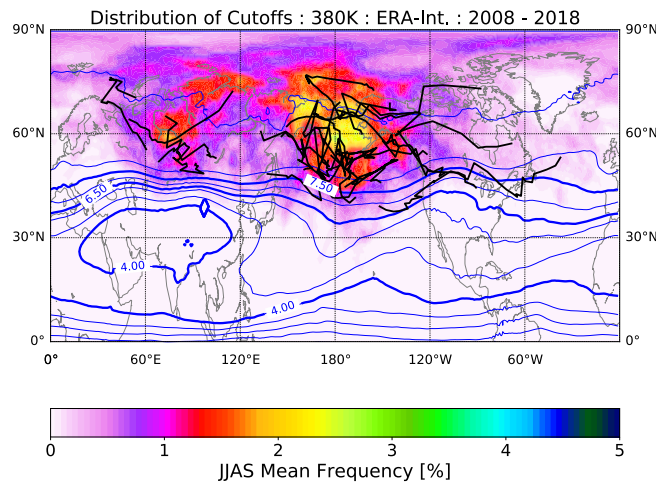 Distribution of Cutoffs : 380K : ERA-Int. : 2008 - 2018
90°N 90°N
60°N 60°N
7.50
6.50
30°N 30°N
4.00
4.00
0° 0°
0° 60°E 120°E 180° 120°W 60°W
0 1 2 3 4 5
JJAS Mean Frequency [%]